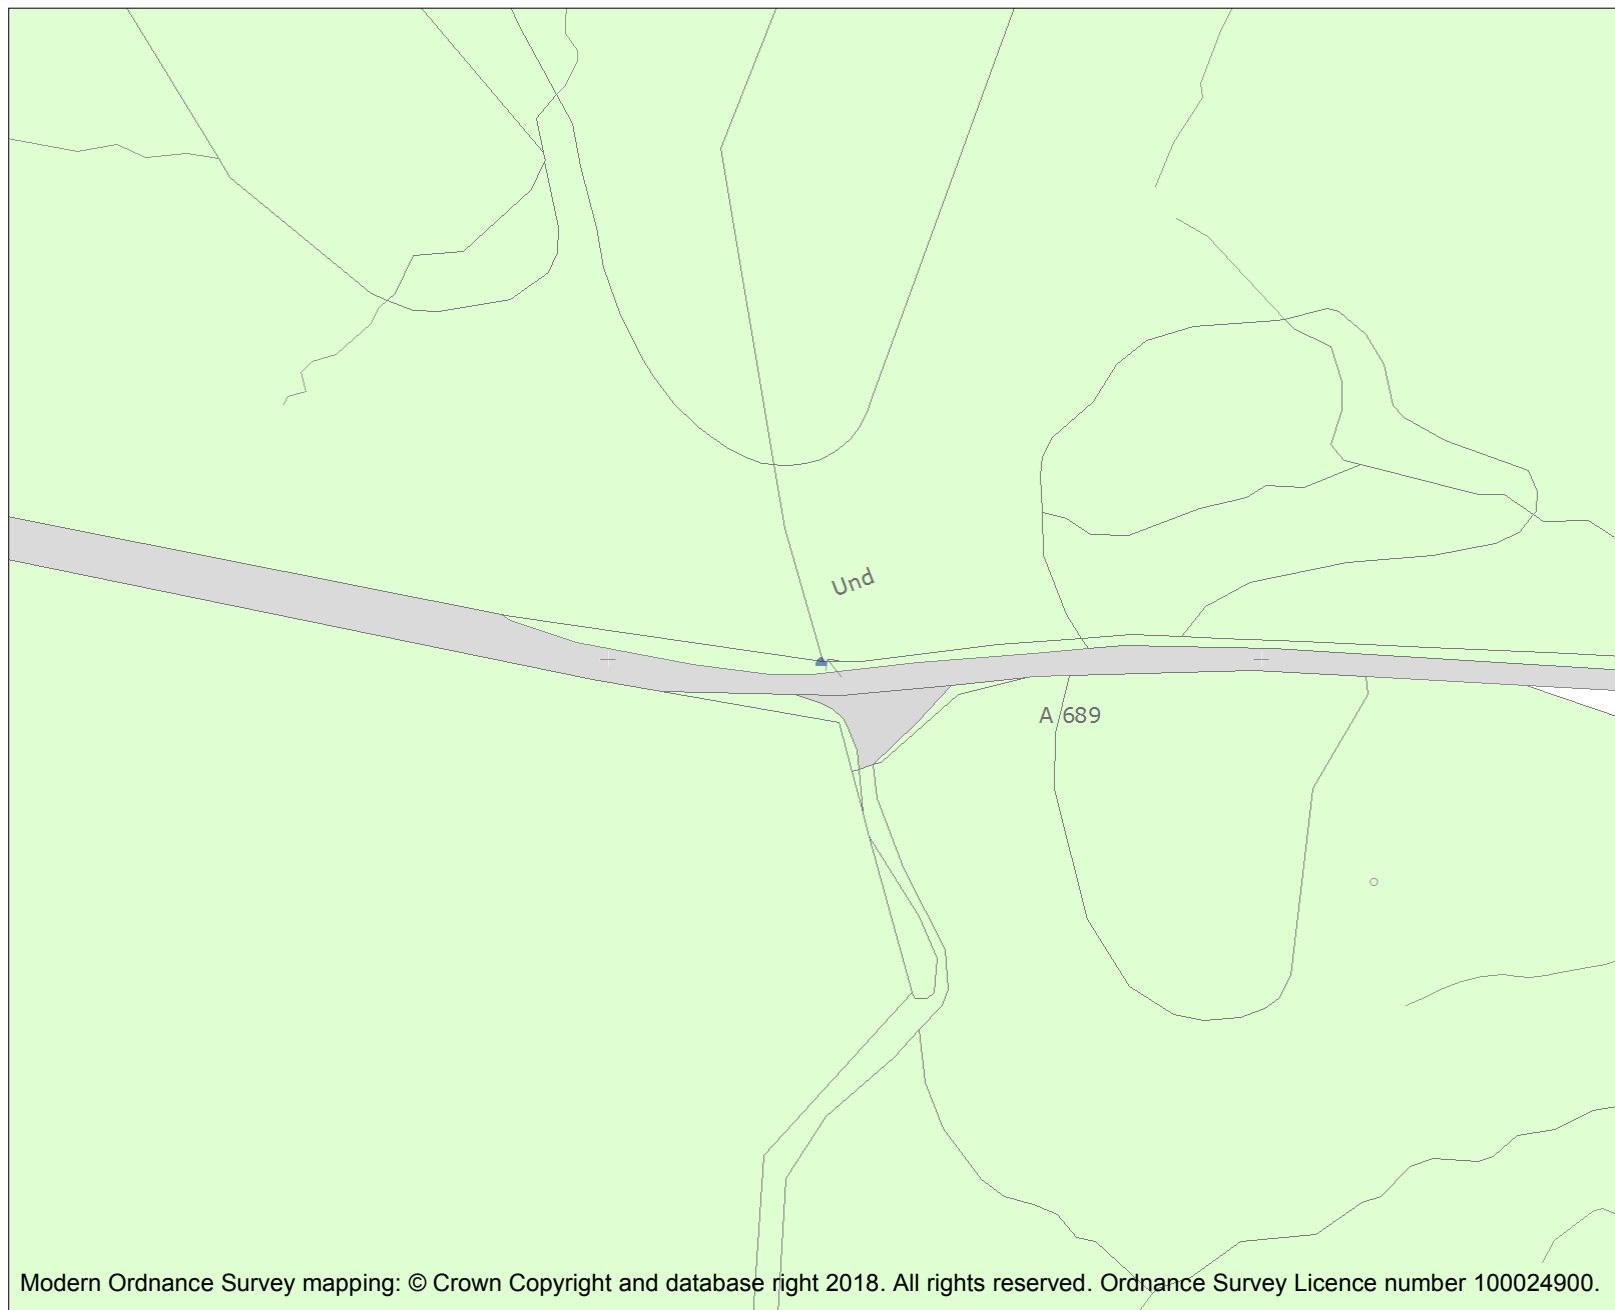 Und
A 689
Modern Ordnance Survey mapping: © Crown Copyright and database right 2018. All rights reserved. Ordnance Survey Licence number 100024900.